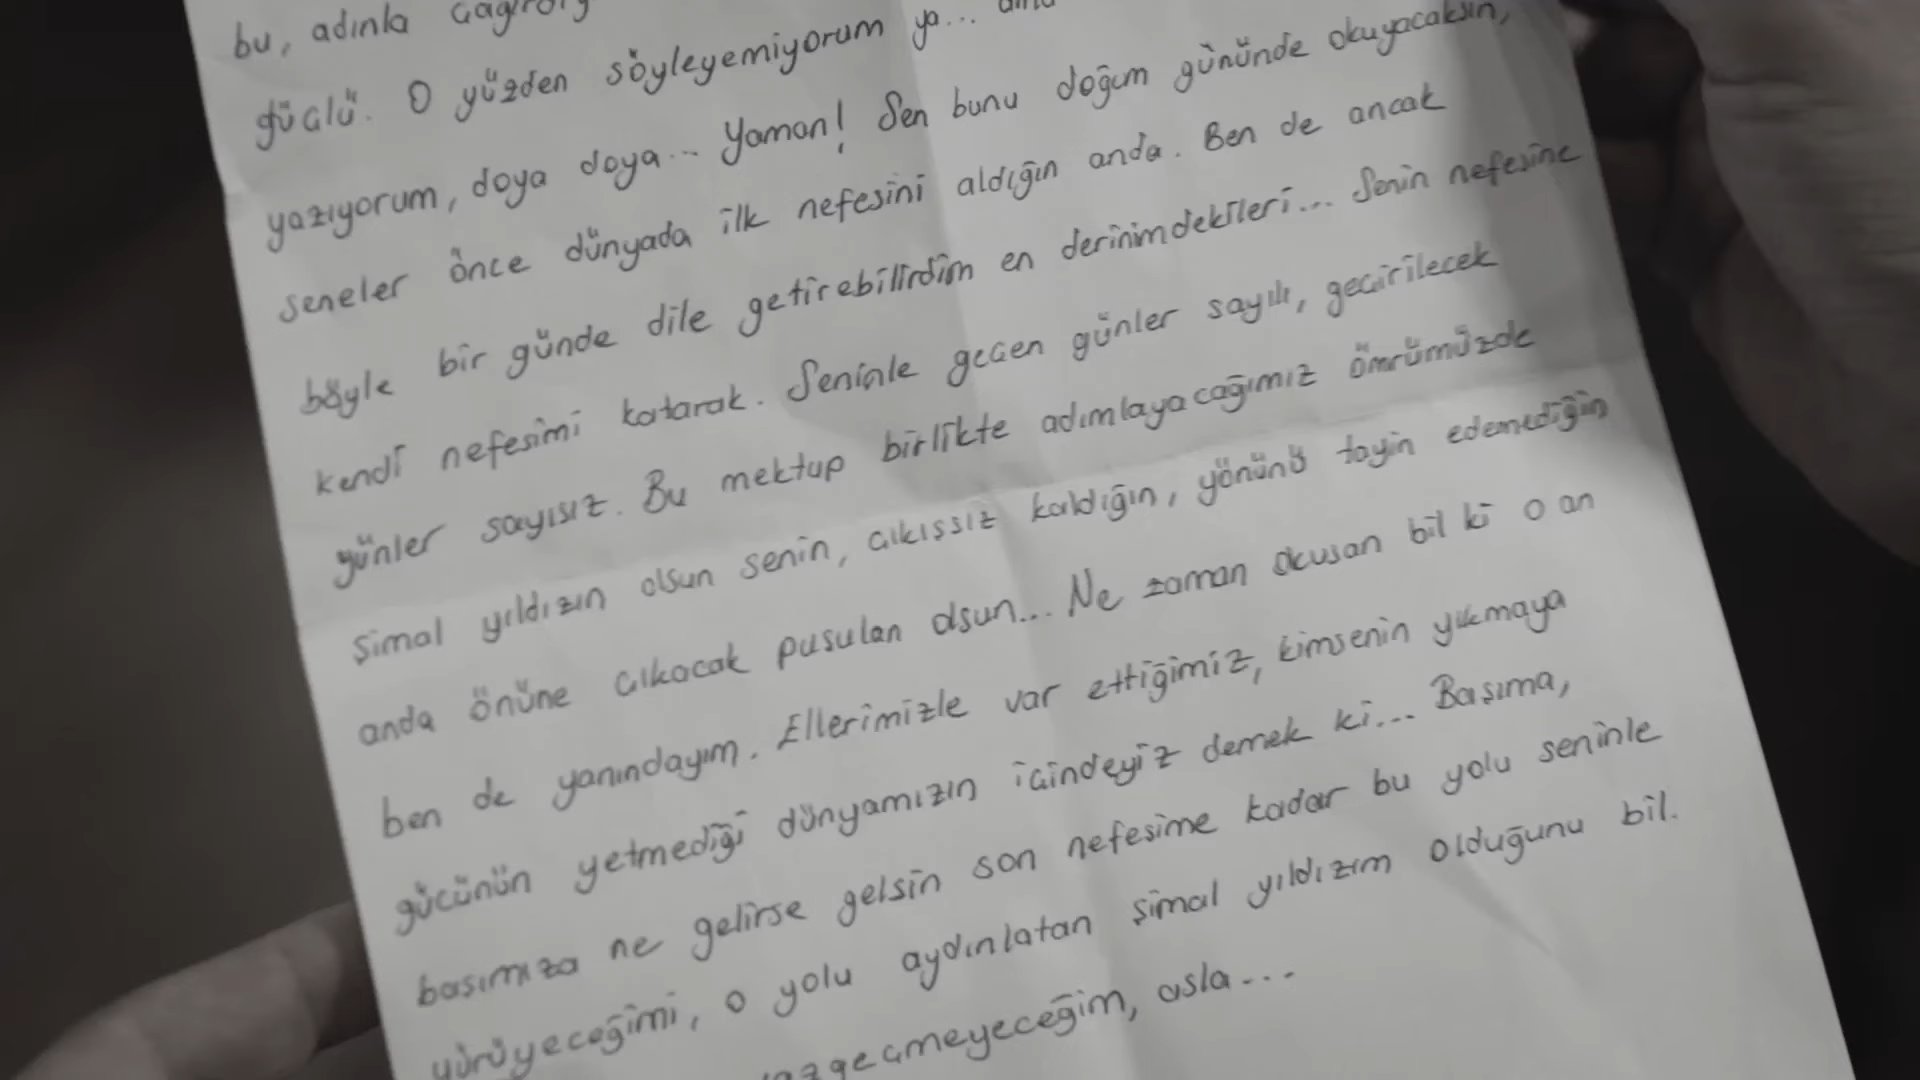 bu, adınla
güçlü. O yüzden söyleyemiyorum ya...
yazıyorum, doya doya... Yaman! Sen bunu doğum gününde okuyacaksın,
seneler önce dünyada ilk nefesini aldığın anda. Ben de ancak
böyle bir günde dile getirebilirdim en derinimdekileri... Senin nefesine
kendi nefesimi katarak. Seninle geçen günler sayılı, geçirilecek
günler sayısız. Bu mektup birlikte adımlayacağımız ömrümüzde
şimal yıldızın olsun senin, çıkışsız kaldığın, yönünü tayin edemediğin
anda önüne çıkacak pusulan olsun... Ne zaman okusan bil ki o an
ben de yanındayım. Ellerimizle var ettiğimiz, kimsenin yıkmaya
gücünün yetmediği dünyamızın içindeyiz demek ki... Başıma,
başımıza ne gelirse gelsin son nefesime kadar bu yolu seninle
yürüyeceğimi, o yolu aydınlatan şimal yıldızım olduğunu bil.
asla...